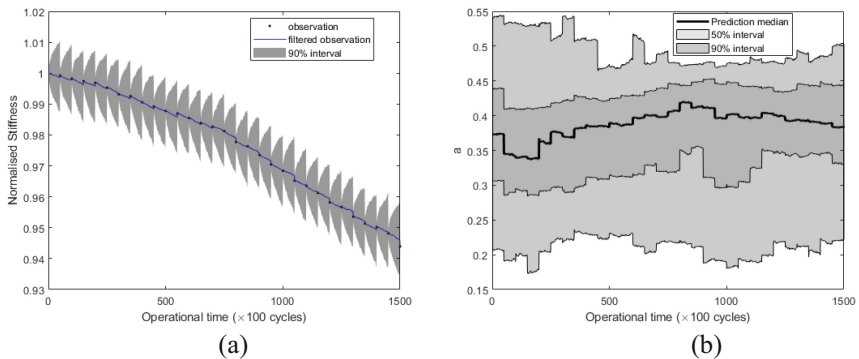 1.02
1.01
1
0.99
0.98
0.97
0.96
0.95
0.94
0.93
Normalised Stiffness
observation
filtered observation
90% interval
0 500 1000 1500
Operational time (×100 cycles)
(a)
0.55
0.5
0.45
0.4
0.35
0.3
0.25
0.2
0.15
a
Prediction median
50% interval
90% interval
0 500 1000 1500
Operational time (×100 cycles)
(b)